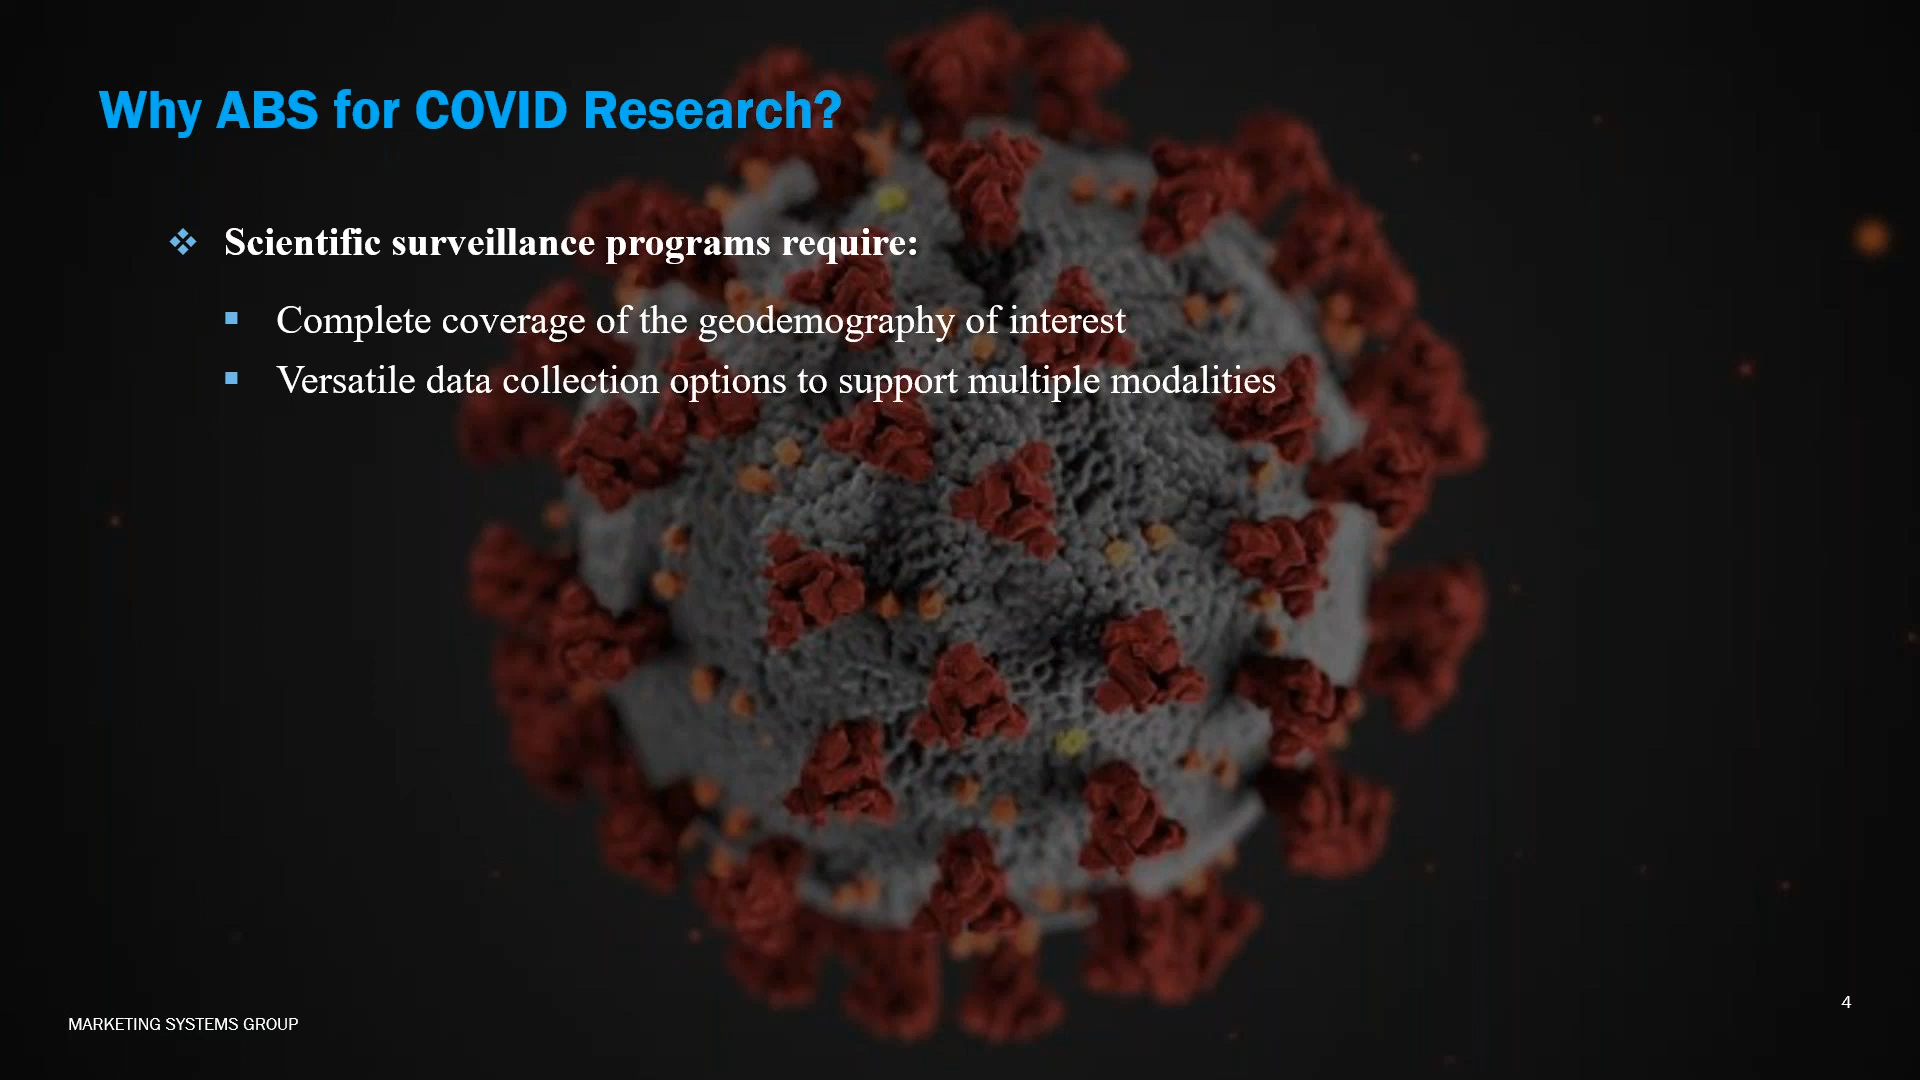 Why ABS for COVID Research?
Scientific surveillance programs require:
Complete coverage of the geodemography of interest
Versatile data collection options to support multiple modalities
4
MARKETING SYSTEMS GROUP